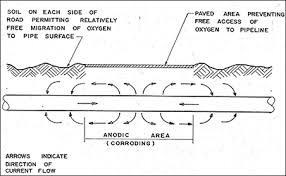 SOIL ON EACH SIDE OF
ROAD PERMITTING RELATIVELY
FREE MIGRATION OF OXYGEN
TO PIPE SURFACE
PAVED AREA PREVENTING
FREE ACCESS OF
OXYGEN TO PIPELINE
ANODIC AREA
(CORRODING)
ARROWS INDICATE
DIRECTION OF
CURRENT FLOW